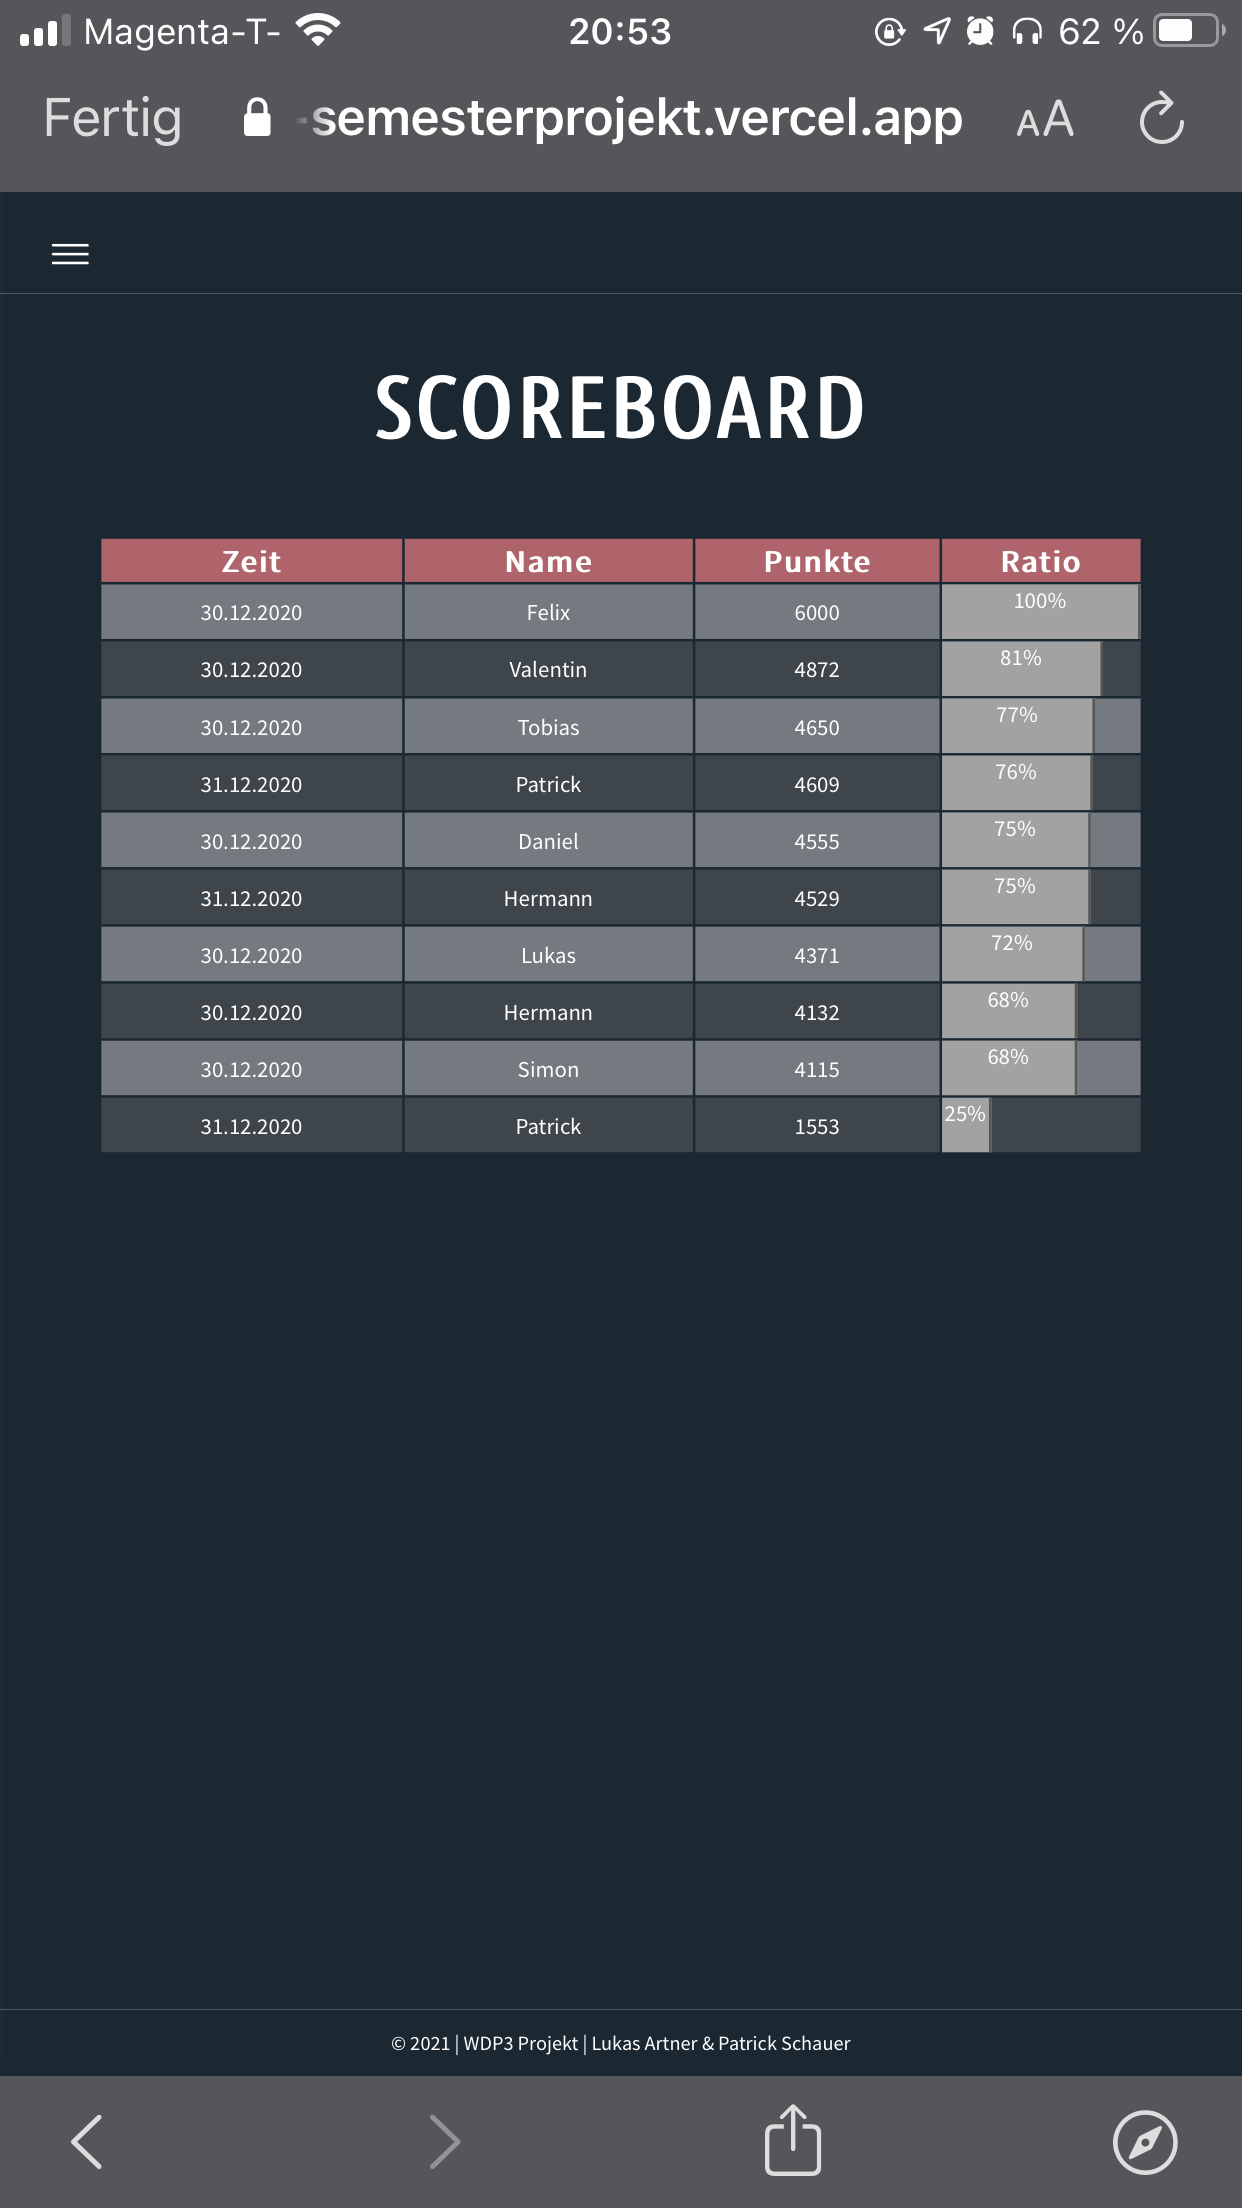 Magenta-T- 20:53 62 %
Fertig -semesterprojekt.vercel.app AA
SCOREBOARD
Zeit Name Punkte Ratio
30.12.2020 Felix 6000 100%
30.12.2020 Valentin 4872 81%
30.12.2020 Tobias 4650 77%
31.12.2020 Patrick 4609 76%
30.12.2020 Daniel 4555 75%
31.12.2020 Hermann 4529 75%
30.12.2020 Lukas 4371 72%
30.12.2020 Hermann 4132 68%
30.12.2020 Simon 4115 68%
31.12.2020 Patrick 1553 25%
© 2021 | WDP3 Projekt | Lukas Artner & Patrick Schauer